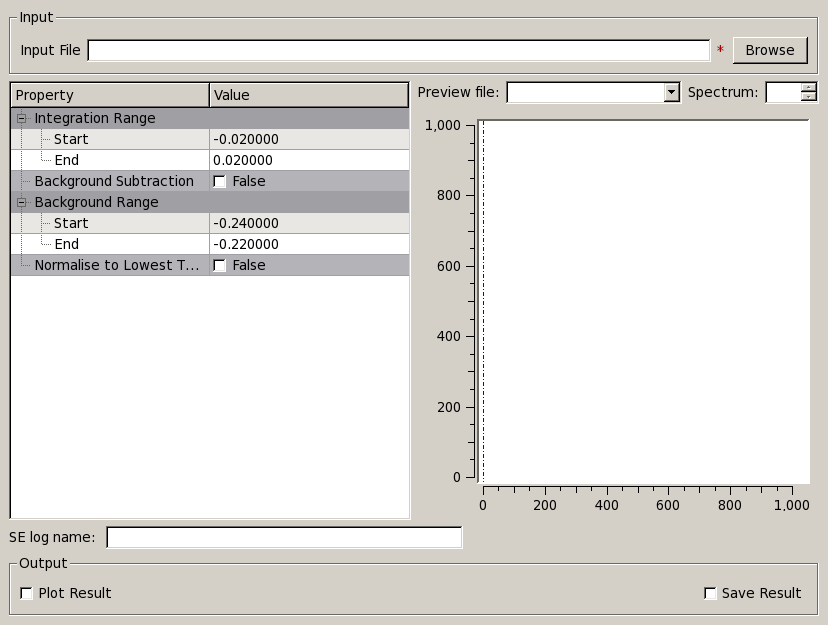 Input
Input File * Browse
Property Value
Integration Range
Start -0.020000
End 0.020000
Background Subtraction False
Background Range
Start -0.240000
End -0.220000
Normalise to Lowest T... False
Preview file: Spectrum:
1,000
800
600
400
200
0
0 200 400 600 800 1,000
SE log name:
Output
Plot Result Save Result